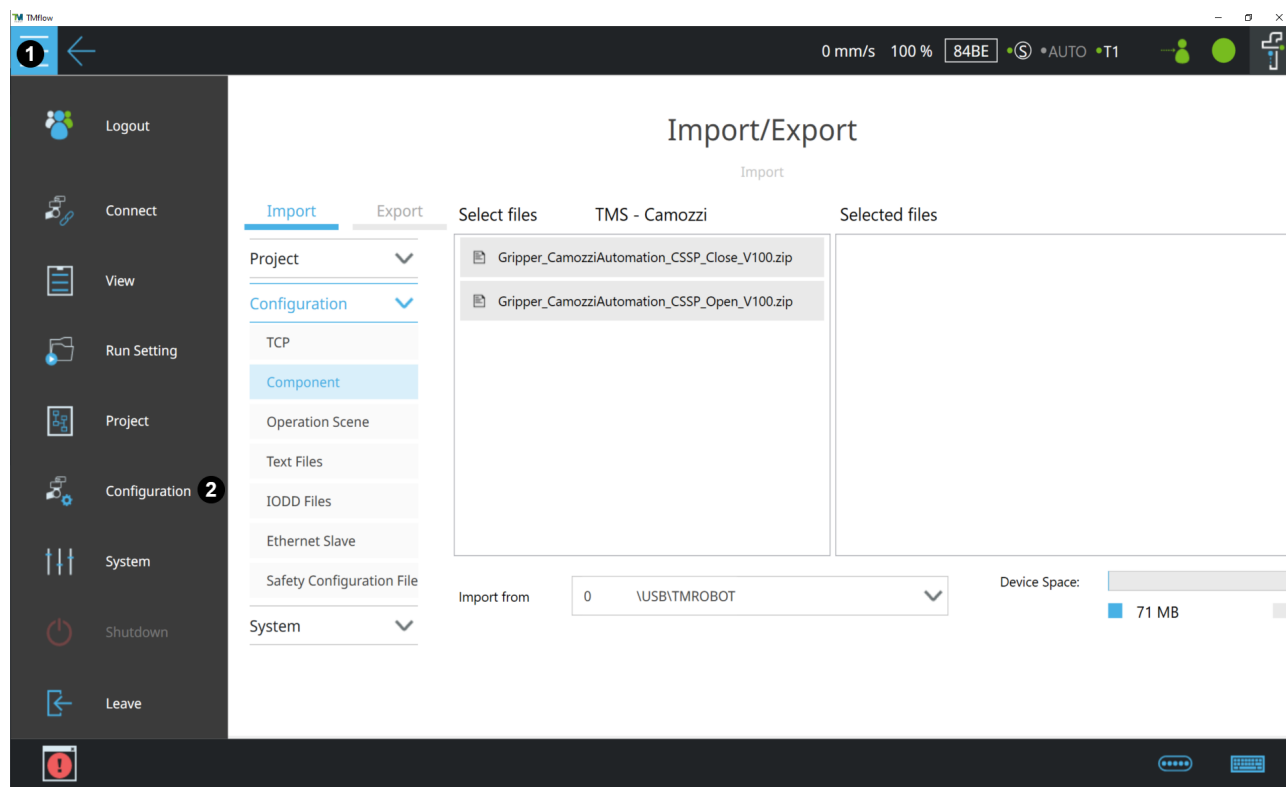 TM TMflow
1
0 mm/s 100 % 84BE S AUTO T1
Logout
Connect
View
Run Setting
Project
Configuration 2
System
Shutdown
Leave
Import/Export
Import
Import Export
Project
Configuration
TCP
Component
Operation Scene
Text Files
IODD Files
Ethernet Slave
Safety Configuration File
System
Select files TMS - Camozzi
Gripper_CamozziAutomation_CSSP_Close_V100.zip
Gripper_CamozziAutomation_CSSP_Open_V100.zip
Selected files
Import from 0 \USB\TMROBOT
Device Space:
71 MB